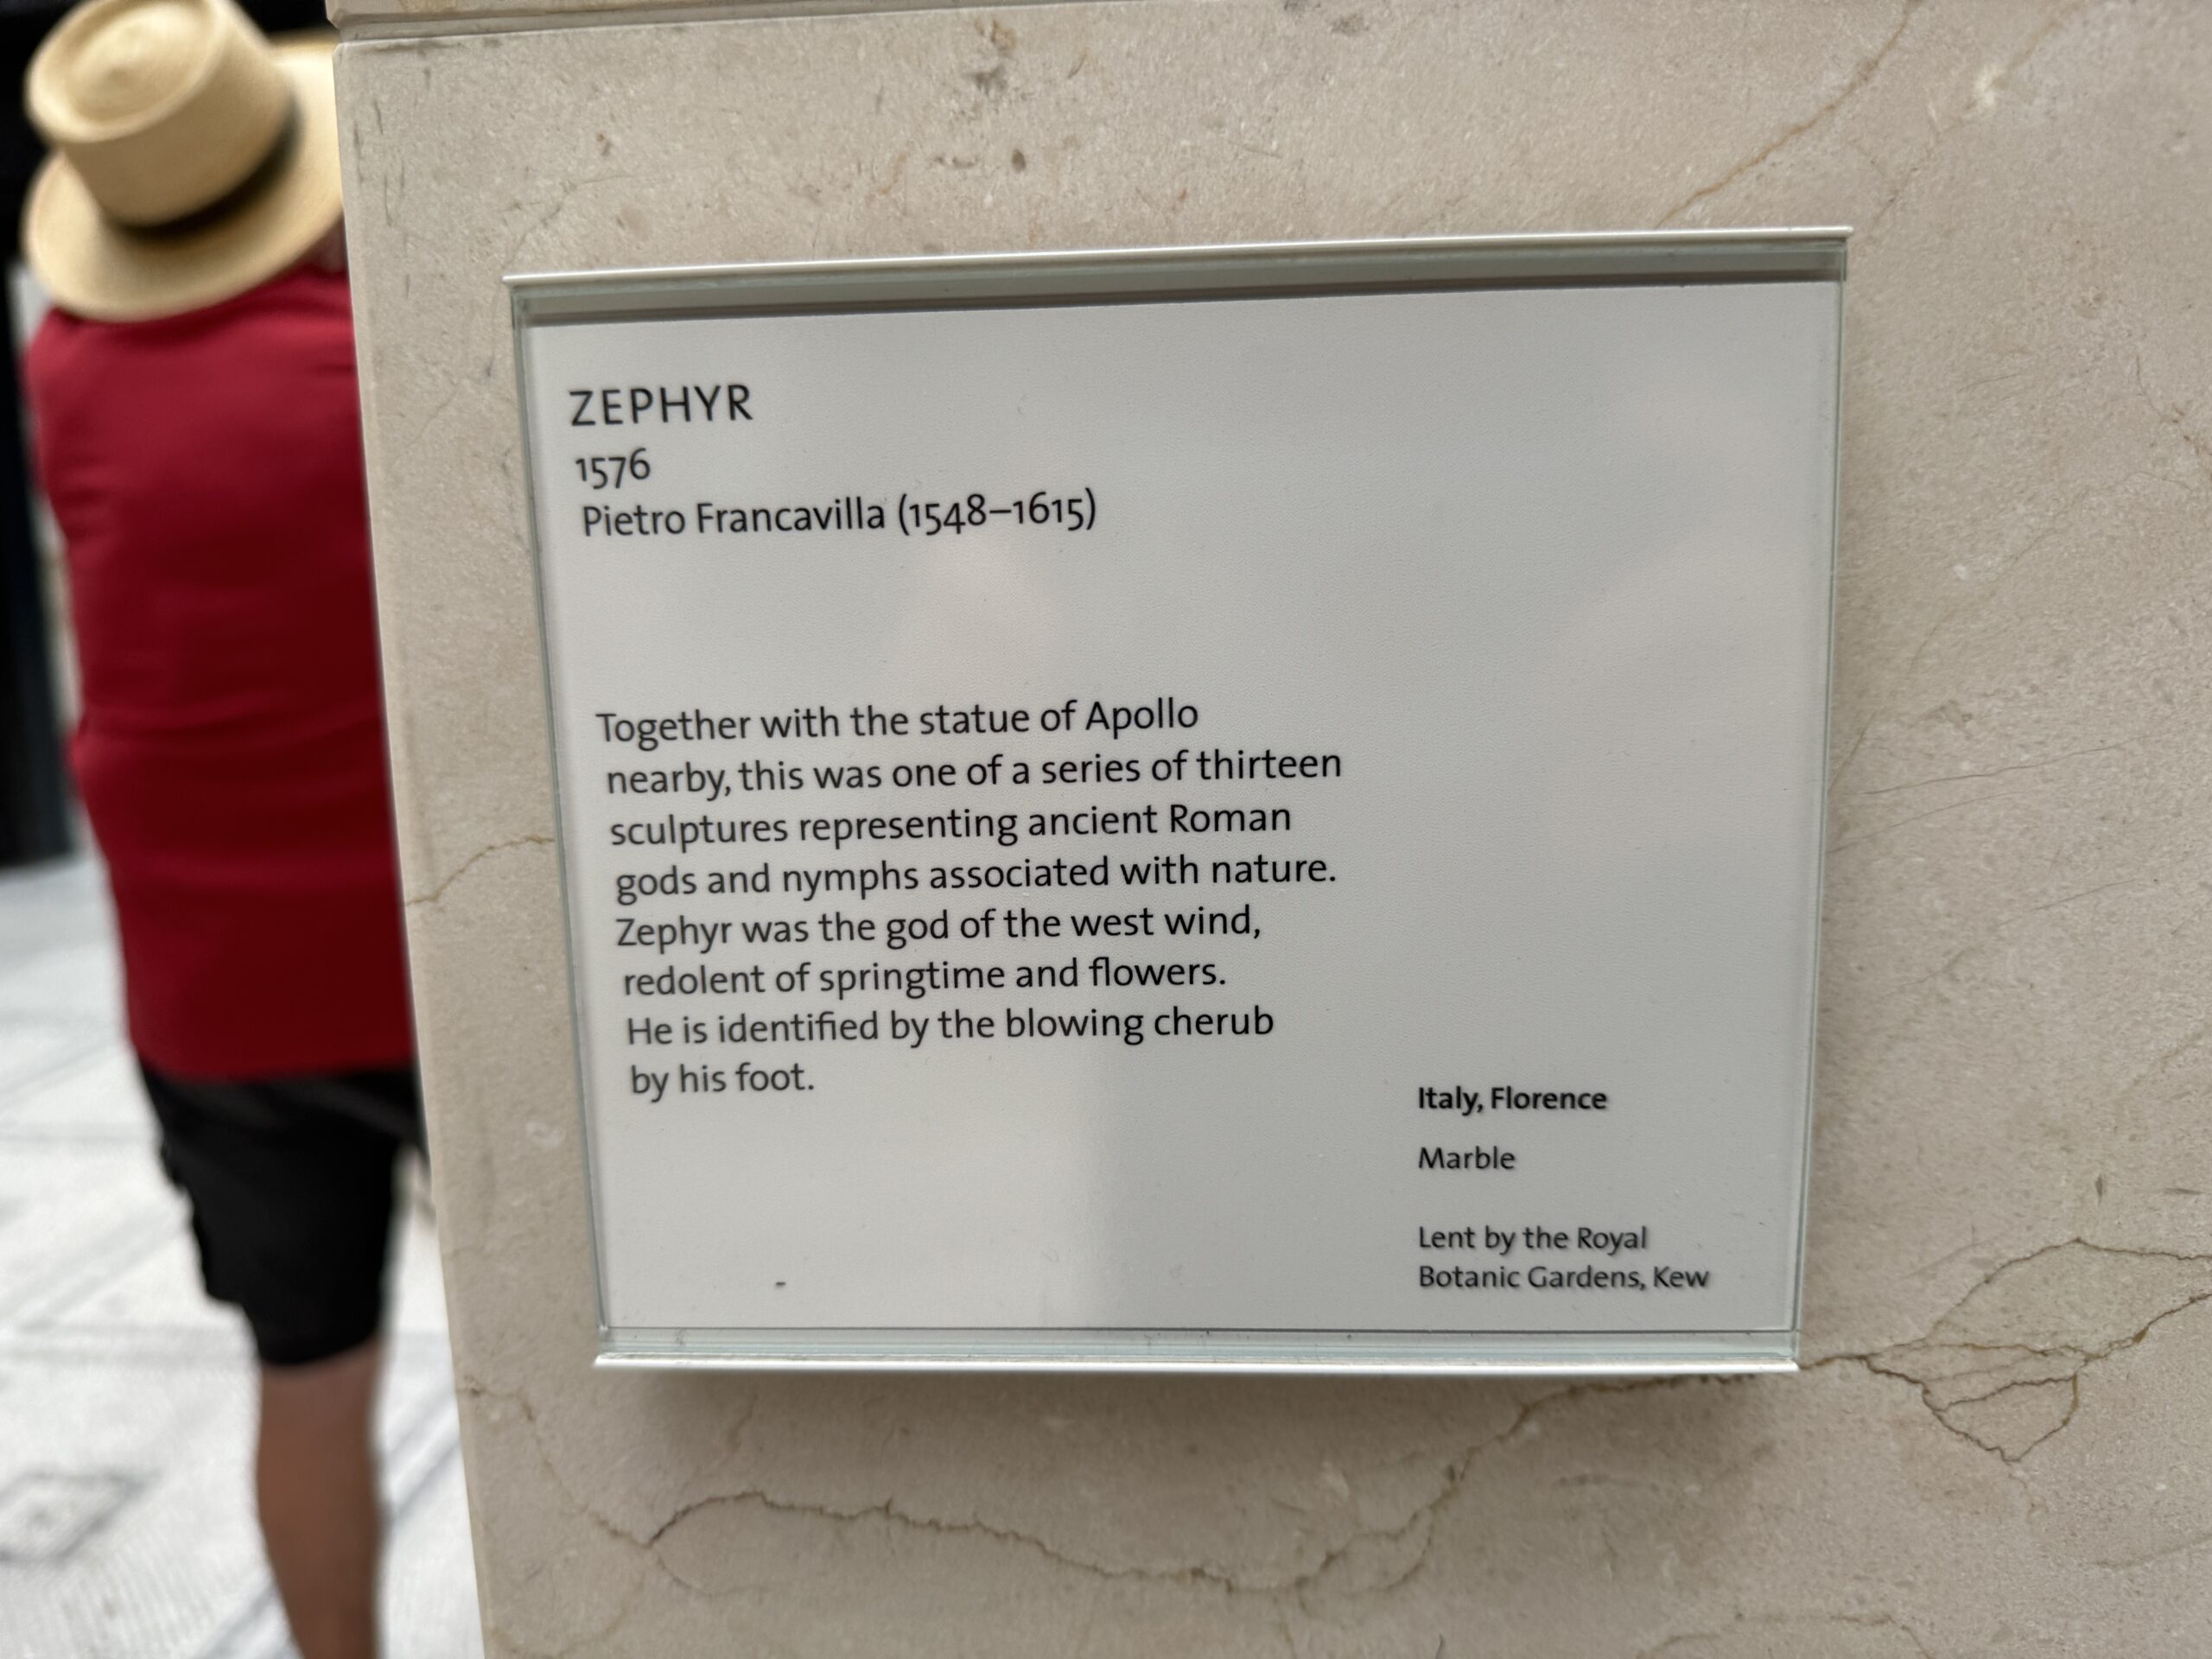 ZEPHYR
1576
Pietro Francavilla (1548–1615)
Together with the statue of Apollo
nearby, this was one of a series of thirteen
sculptures representing ancient Roman
gods and nymphs associated with nature.
Zephyr was the god of the west wind,
redolent of springtime and flowers.
He is identified by the blowing cherub
by his foot.
Italy, Florence
Marble
Lent by the Royal
Botanic Gardens, Kew